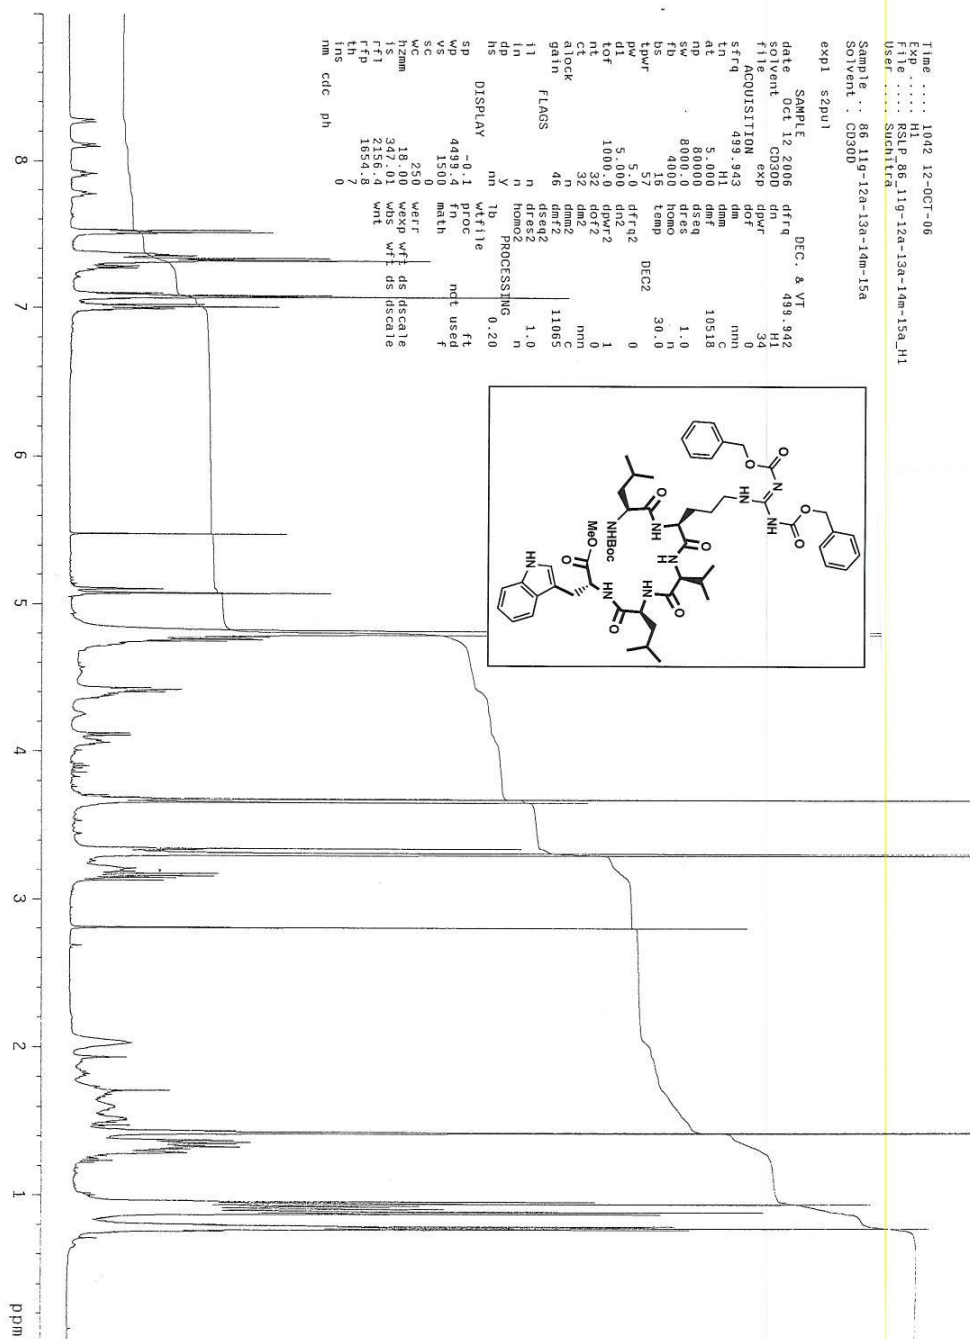 Time .... 1042 12-OCT-06
Exp ..... H1
File .... RSLP_86_11g-12a-13a-14m-15a_H1
User .... Suchitra
Sample .. 86 11g-12a-13a-14m-15a
Solvent . CD3OD
exp1 s2pul
SAMPLE
date Oct 12 2006
solvent CD3OD
file exp
ACQUISITION
sfrq 499.943
tn H1
at 5.000
np 80000
sw 8000.0
fb 4000
bs 16
tpwr 57
pw 5.0
d1 5.000
tof 1000.0
nt 32
ct 32
alock n
gain 46
FLAGS
il n
in n
dp y
hs nn
DISPLAY
sp -0.1
wp 4499.4
vs 1500
sc 0
wc 250
hzmm 18.00
is 347.01
rfl 2156.4
rfp 1654.8
th 7
ins 0
nm cdc ph
DEC. & VT
dfrq 499.942
dn H1
dpwr 34
dof 0
dm nnn
dmm c
dmf 10518
dseq
dres 1.0
homo n
temp 30.0
DEC2
dfrq2 0
dn2
dpwr2 1
dof2 0
dm2 nnn
dmm2 c
dmf2 11065
dseq2
dres2 1.0
homo2 n
PROCESSING
lb 0.20
wtfile
proc ft
fn not used
math f
werr
wexp wft ds dscale
wbs wft ds dscale
wnt
O
O
N
O
HN
NH
O
O
O
NH
O
O
N
H
NHBoc
HN
O
MeO
O
HN
O
HN
8
7
6
5
4
3
2
1
ppm